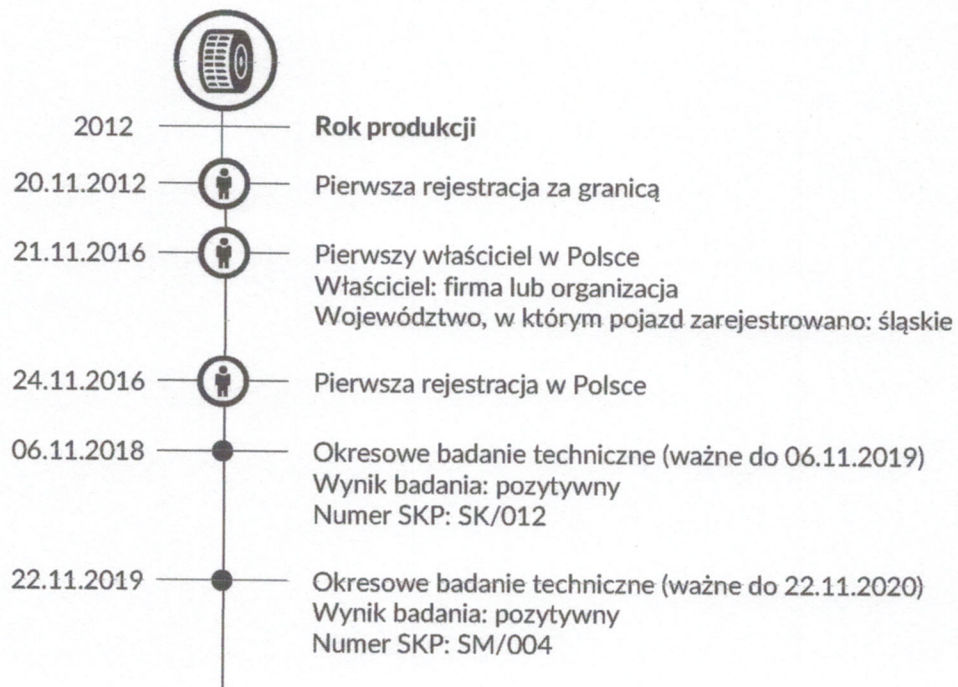 2012 Rok produkcji
20.11.2012 Pierwsza rejestracja za granicą
21.11.2016 Pierwszy właściciel w Polsce
Właściciel: firma lub organizacja
Województwo, w którym pojazd zarejestrowano: śląskie
24.11.2016 Pierwsza rejestracja w Polsce
06.11.2018 Okresowe badanie techniczne (ważne do 06.11.2019)
Wynik badania: pozytywny
Numer SKP: SK/012
22.11.2019 Okresowe badanie techniczne (ważne do 22.11.2020)
Wynik badania: pozytywny
Numer SKP: SM/004